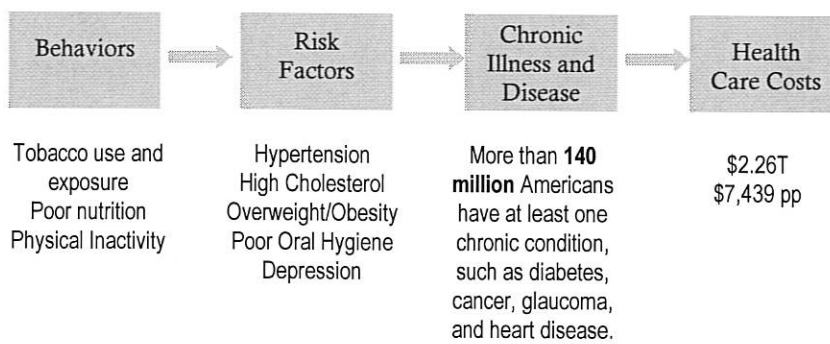 Behaviors
Risk
Factors
Chronic
Illness and
Disease
Health
Care Costs
Tobacco use and
exposure
Poor nutrition
Physical Inactivity
Hypertension
High Cholesterol
Overweight/Obesity
Poor Oral Hygiene
Depression
More than 140
million Americans
have at least one
chronic condition,
such as diabetes,
cancer, glaucoma,
and heart disease.
$2.26T
$7,439 pp